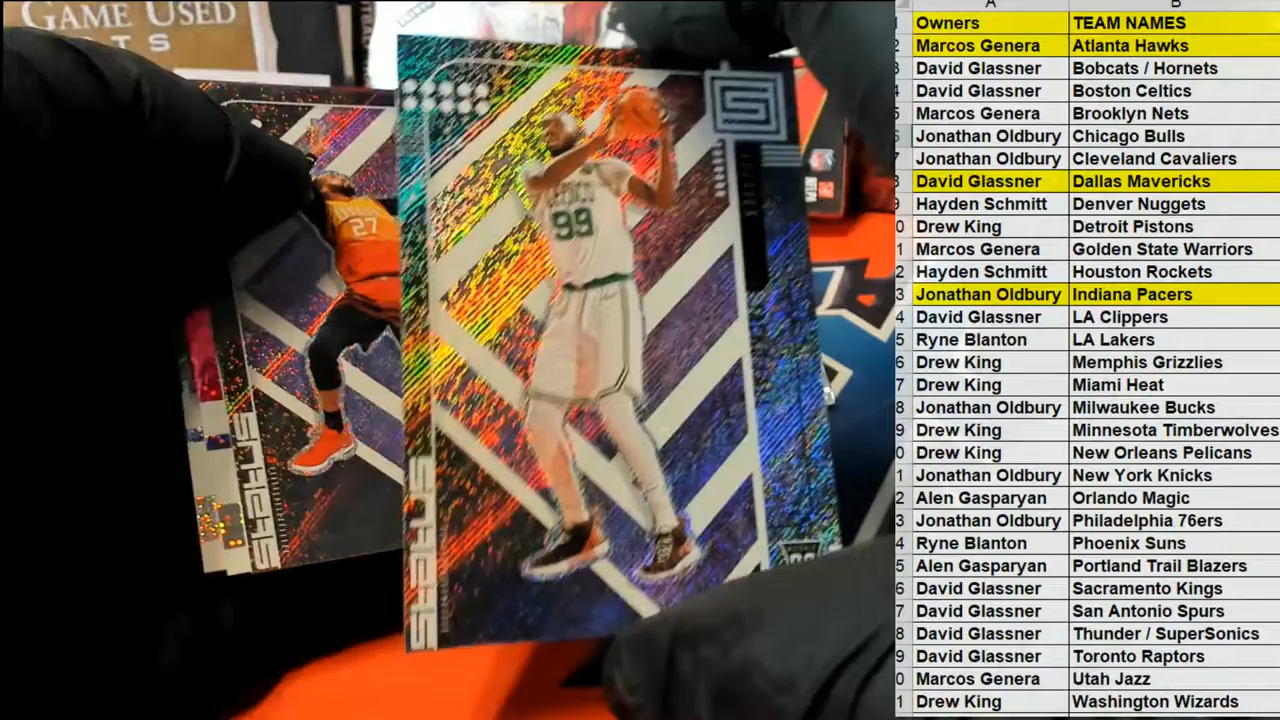 GAME USED
TS
27
99
STATUS
STATUS
A B
Owners TEAM NAMES
Marcos Genera Atlanta Hawks
David Glassner Bobcats / Hornets
David Glassner Boston Celtics
Marcos Genera Brooklyn Nets
Jonathan Oldbury Chicago Bulls
Jonathan Oldbury Cleveland Cavaliers
David Glassner Dallas Mavericks
Hayden Schmitt Denver Nuggets
Drew King Detroit Pistons
Marcos Genera Golden State Warriors
Hayden Schmitt Houston Rockets
Jonathan Oldbury Indiana Pacers
David Glassner LA Clippers
Ryne Blanton LA Lakers
Drew King Memphis Grizzlies
Drew King Miami Heat
Jonathan Oldbury Milwaukee Bucks
Drew King Minnesota Timberwolves
Drew King New Orleans Pelicans
Jonathan Oldbury New York Knicks
Alen Gasparyan Orlando Magic
Jonathan Oldbury Philadelphia 76ers
Ryne Blanton Phoenix Suns
Alen Gasparyan Portland Trail Blazers
David Glassner Sacramento Kings
David Glassner San Antonio Spurs
David Glassner Thunder / SuperSonics
David Glassner Toronto Raptors
Marcos Genera Utah Jazz
Drew King Washington Wizards